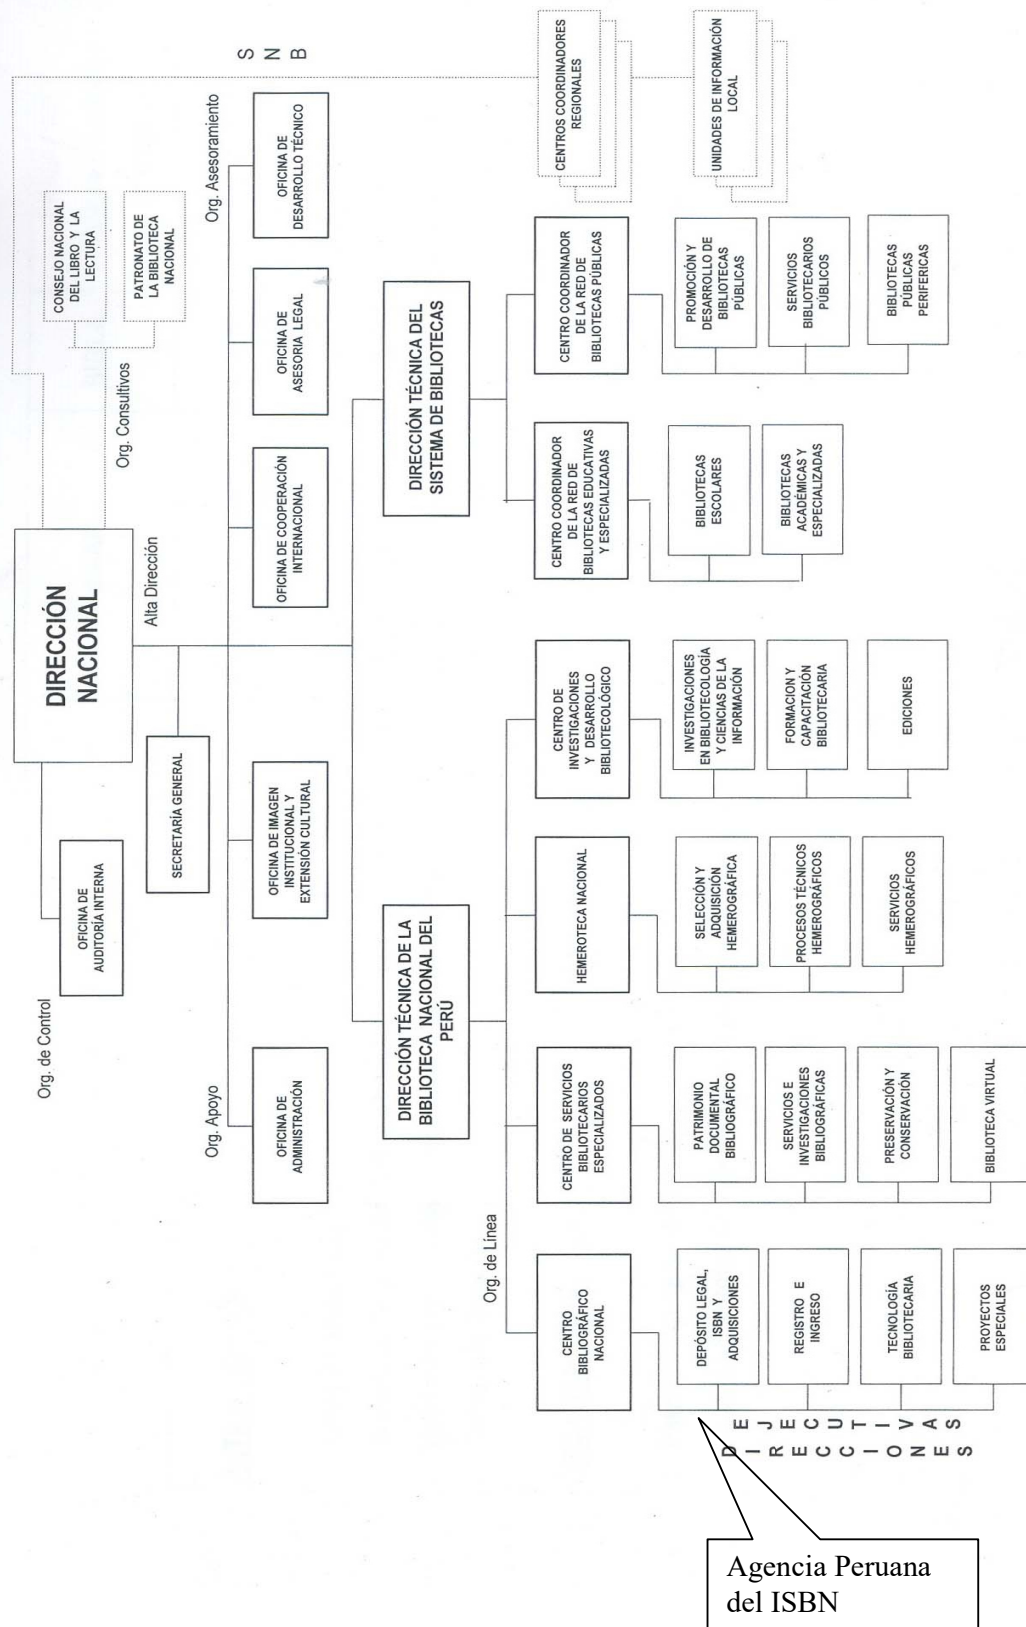 DIRECCIÓN
NACIONAL
Alta Dirección
Org. Consultivos
CONSEJO NACIONAL
DEL LIBRO Y LA
LECTURA
PATRONATO DE
LA BIBLIOTECA
NACIONAL
S N B
Org. de Control
OFICINA DE
AUDITORÍA INTERNA
SECRETARÍA GENERAL
Org. Apoyo
Org. Asesoramiento
OFICINA DE
ADMINISTRACIÓN
OFICINA DE IMAGEN
INSTITUCIONAL Y
EXTENSIÓN CULTURAL
OFICINA DE COOPERACIÓN
INTERNACIONAL
OFICINA DE
ASESORIA LEGAL
OFICINA DE
DESARROLLO TÉCNICO
DIRECCIÓN TÉCNICA DE LA
BIBLIOTECA NACIONAL DEL
PERÚ
DIRECCIÓN TÉCNICA DEL
SISTEMA DE BIBLIOTECAS
Org. de Línea
CENTRO
BIBLIOGRÁFICO
NACIONAL
CENTRO DE SERVICIOS
BIBLIOTECARIOS
ESPECIALIZADOS
HEMEROTECA NACIONAL
CENTRO DE
INVESTIGACIONES
Y DESARROLLO
BIBLIOTECOLÓGICO
CENTRO COORDINADOR
DE LA RED DE
BIBLIOTECAS EDUCATIVAS
Y ESPECIALIZADAS
CENTRO COORDINADOR
DE LA RED DE
BIBLIOTECAS PÚBLICAS
CENTROS COORDINADORES
REGIONALES
DEPÓSITO LEGAL,
ISBN Y
ADQUISICIONES
REGISTRO E
INGRESO
TECNOLOGÍA
BIBLIOTECARIA
PROYECTOS
ESPECIALES
PATRIMONIO
DOCUMENTAL
BIBLIOGRÁFICO
SERVICIOS E
INVESTIGACIONES
BIBLIOGRÁFICAS
PRESERVACIÓN Y
CONSERVACIÓN
BIBLIOTECA VIRTUAL
SELECCIÓN Y
ADQUISICIÓN
HEMEROGRÁFICA
PROCESOS TÉCNICOS
HEMEROGRÁFICOS
SERVICIOS
HEMEROGRÁFICOS
INVESTIGACIONES
EN BIBLIOTECOLOGÍA
Y CIENCIAS DE LA
INFORMACIÓN
FORMACION Y
CAPACITACIÓN
BIBLIOTECARIA
EDICIONES
BIBLIOTECAS
ESCOLARES
BIBLIOTECAS
ACADÉMICAS Y
ESPECIALIZADAS
PROMOCIÓN Y
DESARROLLO DE
BIBLIOTECAS
PÚBLICAS
SERVICIOS
BIBLIOTECARIOS
PÚBLICOS
BIBLIOTECAS
PÚBLICAS
PERIFERICAS
UNIDADES DE INFORMACIÓN
LOCAL
D I R E C C I O N E S
E J E C U T I V A S
Agencia Peruana
del ISBN